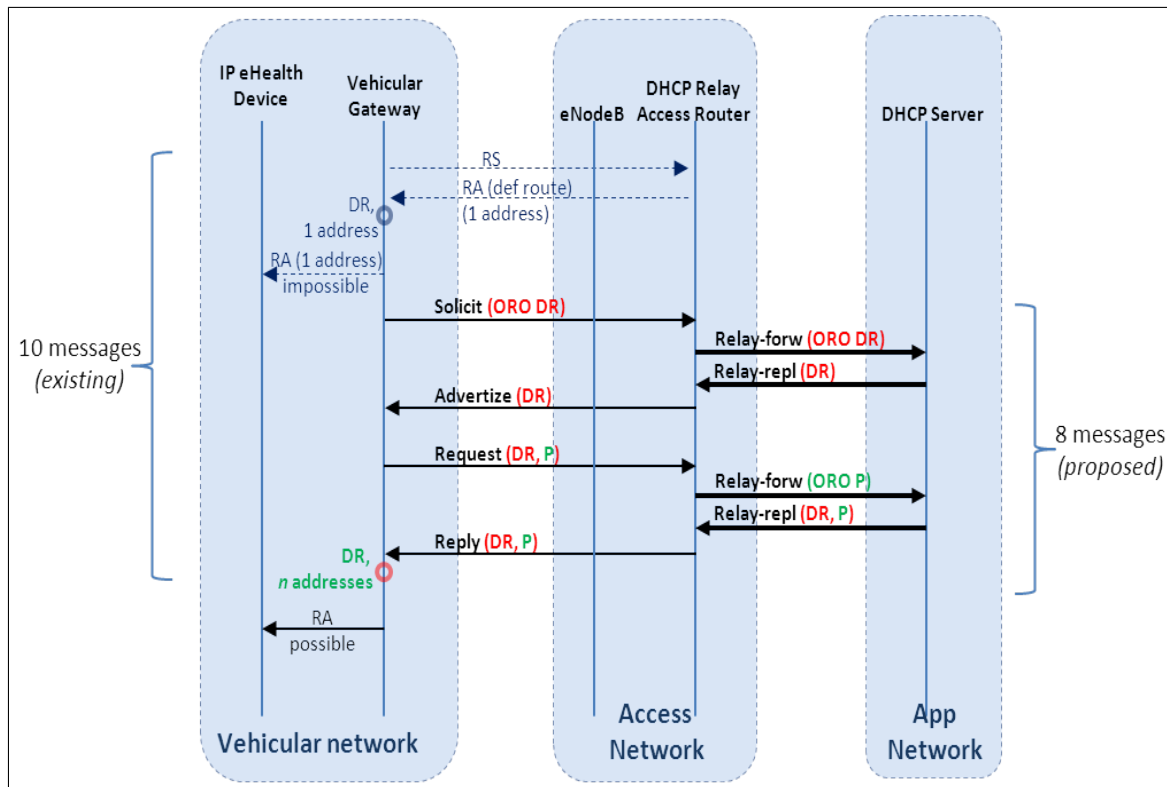 IP eHealth
Device
Vehicular
Gateway
eNodeB
DHCP Relay
Access Router
DHCP Server
RS
RA (def route)
(1 address)
DR,
1 address
RA (1 address)
impossible
Solicit (ORO DR)
Relay-forw (ORO DR)
10 messages
(existing)
Relay-repl (DR)
Advertize (DR)
8 messages
(proposed)
Request (DR, P)
Relay-forw (ORO P)
Relay-repl (DR, P)
Reply (DR, P)
DR,
n addresses
RA
possible
Vehicular network
Access
Network
App
Network